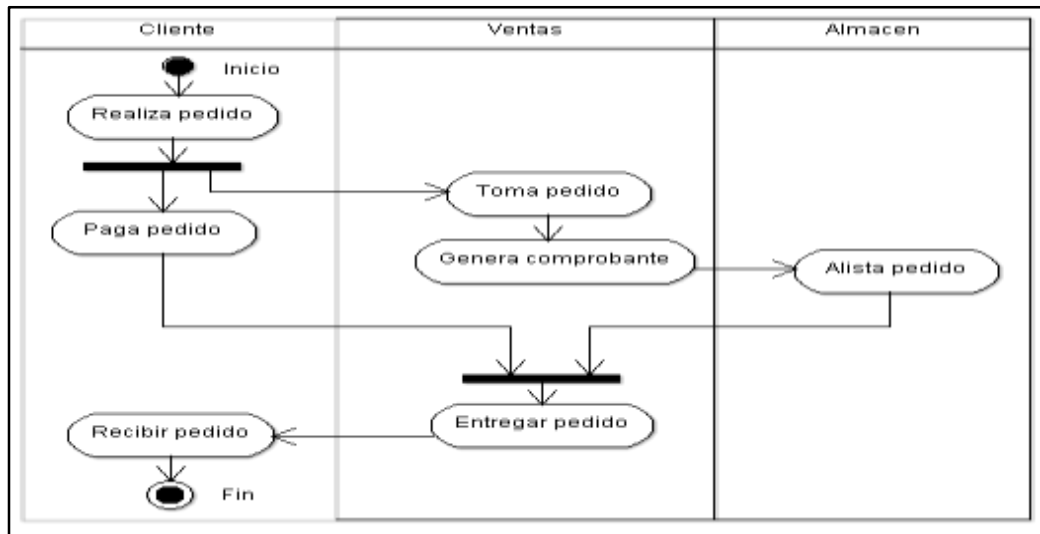 Cliente
Ventas
Almacen
Inicio
Realiza pedido
Toma pedido
Paga pedido
Genera comprobante
Alista pedido
Entregar pedido
Recibir pedido
Fin